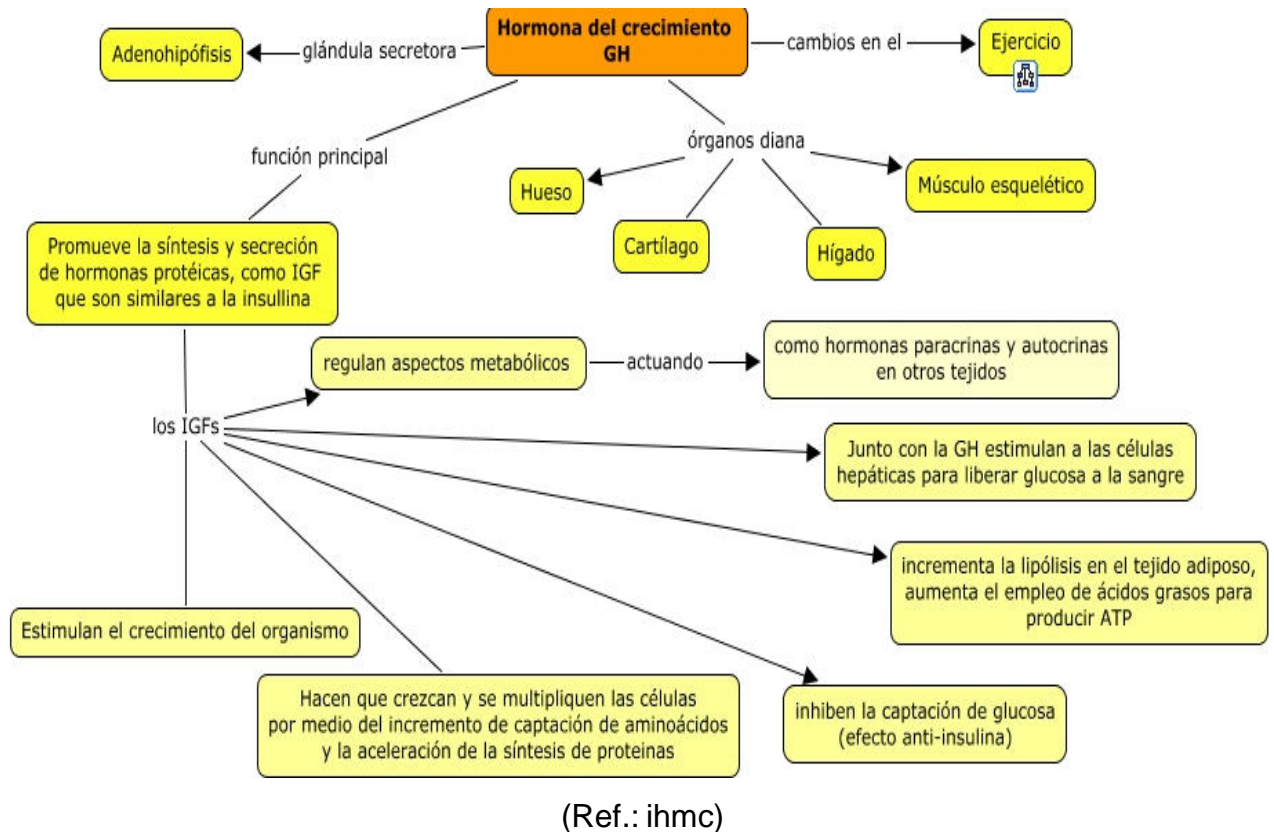 Hormona del crecimiento
GH
glándula secretora
Adenohipófisis
cambios en el
Ejercicio
función principal
órganos diana
Hueso
Cartílago
Hígado
Músculo esquelético
Promueve la síntesis y secreción
de hormonas protéicas, como IGF
que son similares a la insullina
los IGFs
regulan aspectos metabólicos
actuando
como hormonas paracrinas y autocrinas
en otros tejidos
Junto con la GH estimulan a las células
hepáticas para liberar glucosa a la sangre
incrementa la lipólisis en el tejido adiposo,
aumenta el empleo de ácidos grasos para
producir ATP
inhiben la captación de glucosa
(efecto anti-insulina)
Hacen que crezcan y se multipliquen las células
por medio del incremento de captación de aminoácidos
y la aceleración de la síntesis de proteinas
Estimulan el crecimiento del organismo
(Ref.: ihmc)